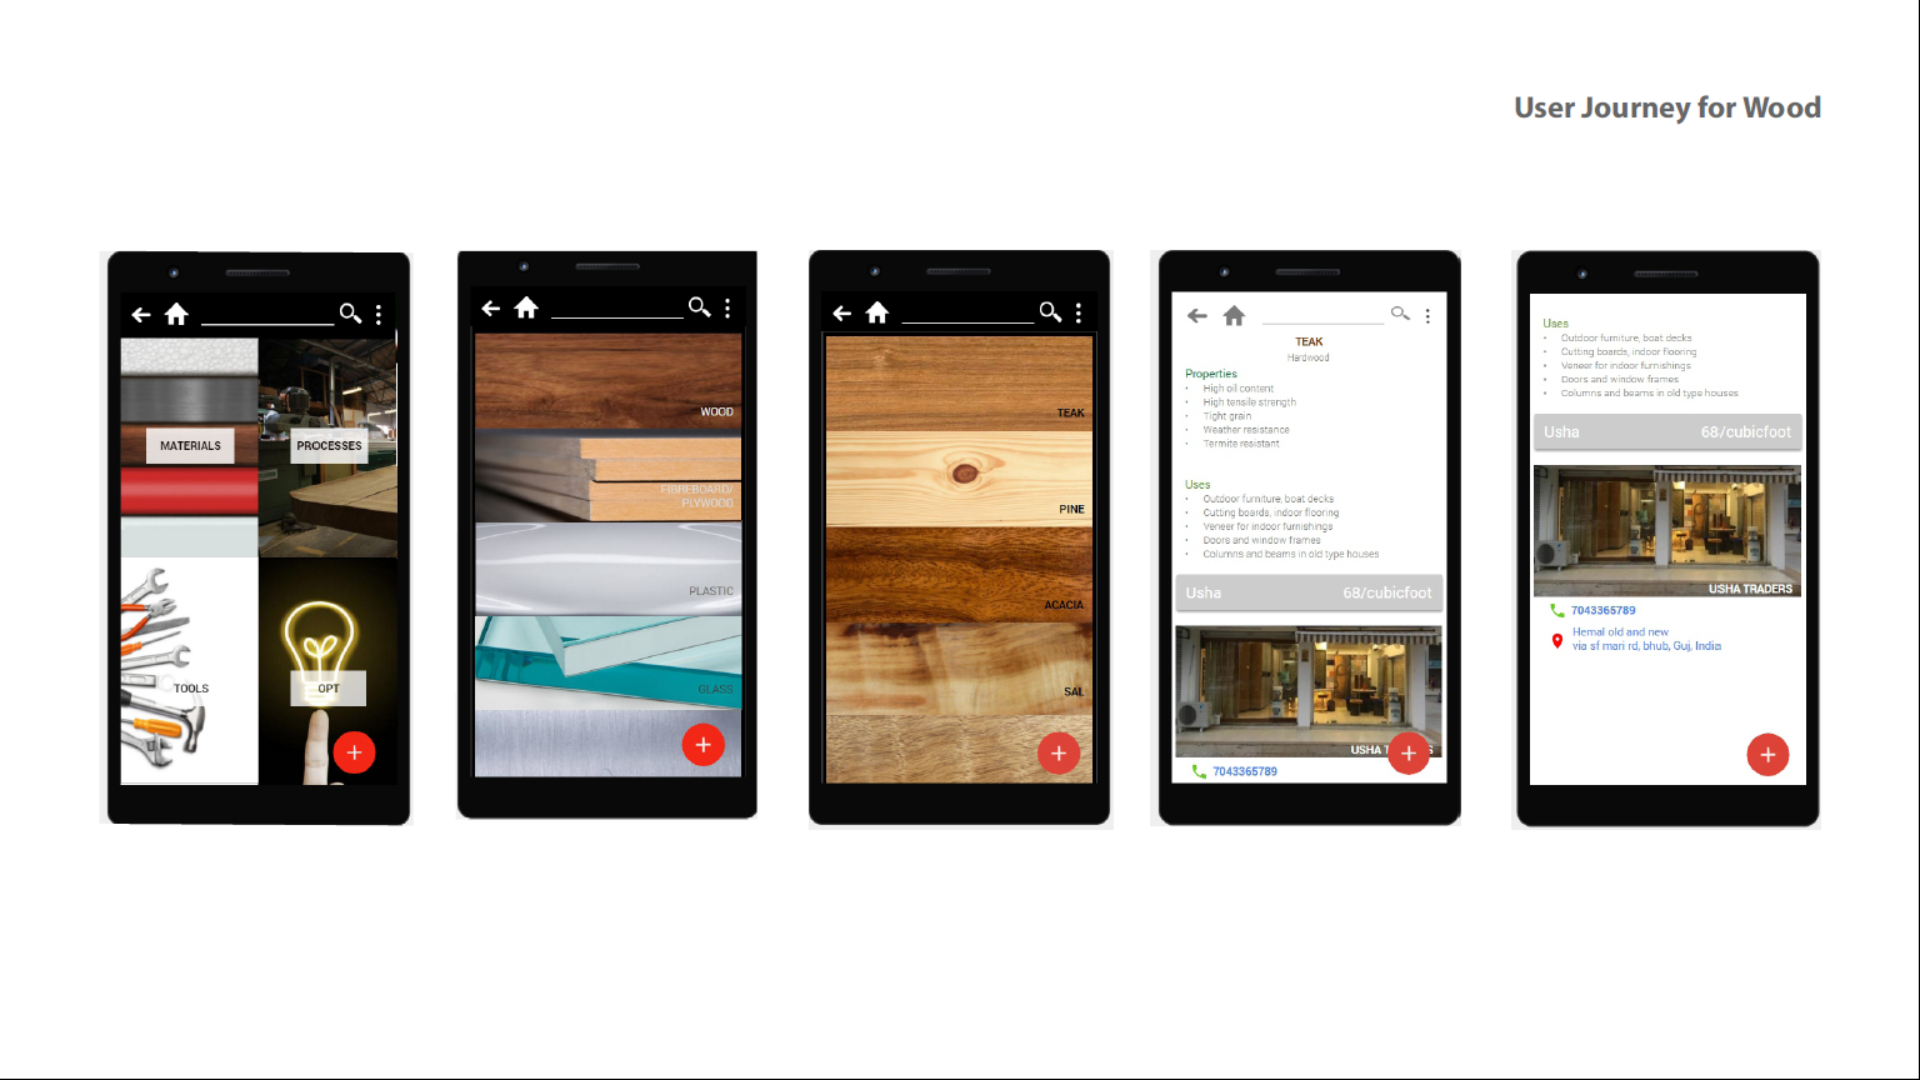 User Journey for Wood
MATERIALS
PROCESSES
TOOLS
OPT
WOOD
FIBREBOARD/
PLYWOOD
PLASTIC
GLASS
TEAK
PINE
ACACIA
SAL
TEAK
Hardwood
Properties
• High oil content
• High tensile strength
• Tight grain
• Weather resistance
• Termite resistant
Uses
• Outdoor furniture, boat decks
• Cutting boards, indoor flooring
• Veneer for indoor furnishings
• Doors and window frames
• Columns and beams in old type houses
Usha 68/cubicfoot
USHA
7043365789
Uses
• Outdoor furniture, boat decks
• Cutting boards, indoor flooring
• Veneer for indoor furnishings
• Doors and window frames
• Columns and beams in old type houses
Usha 68/cubicfoot
USHA TRADERS
7043365789
Hemal old and new
via sf mari rd, bhub, Guj, India